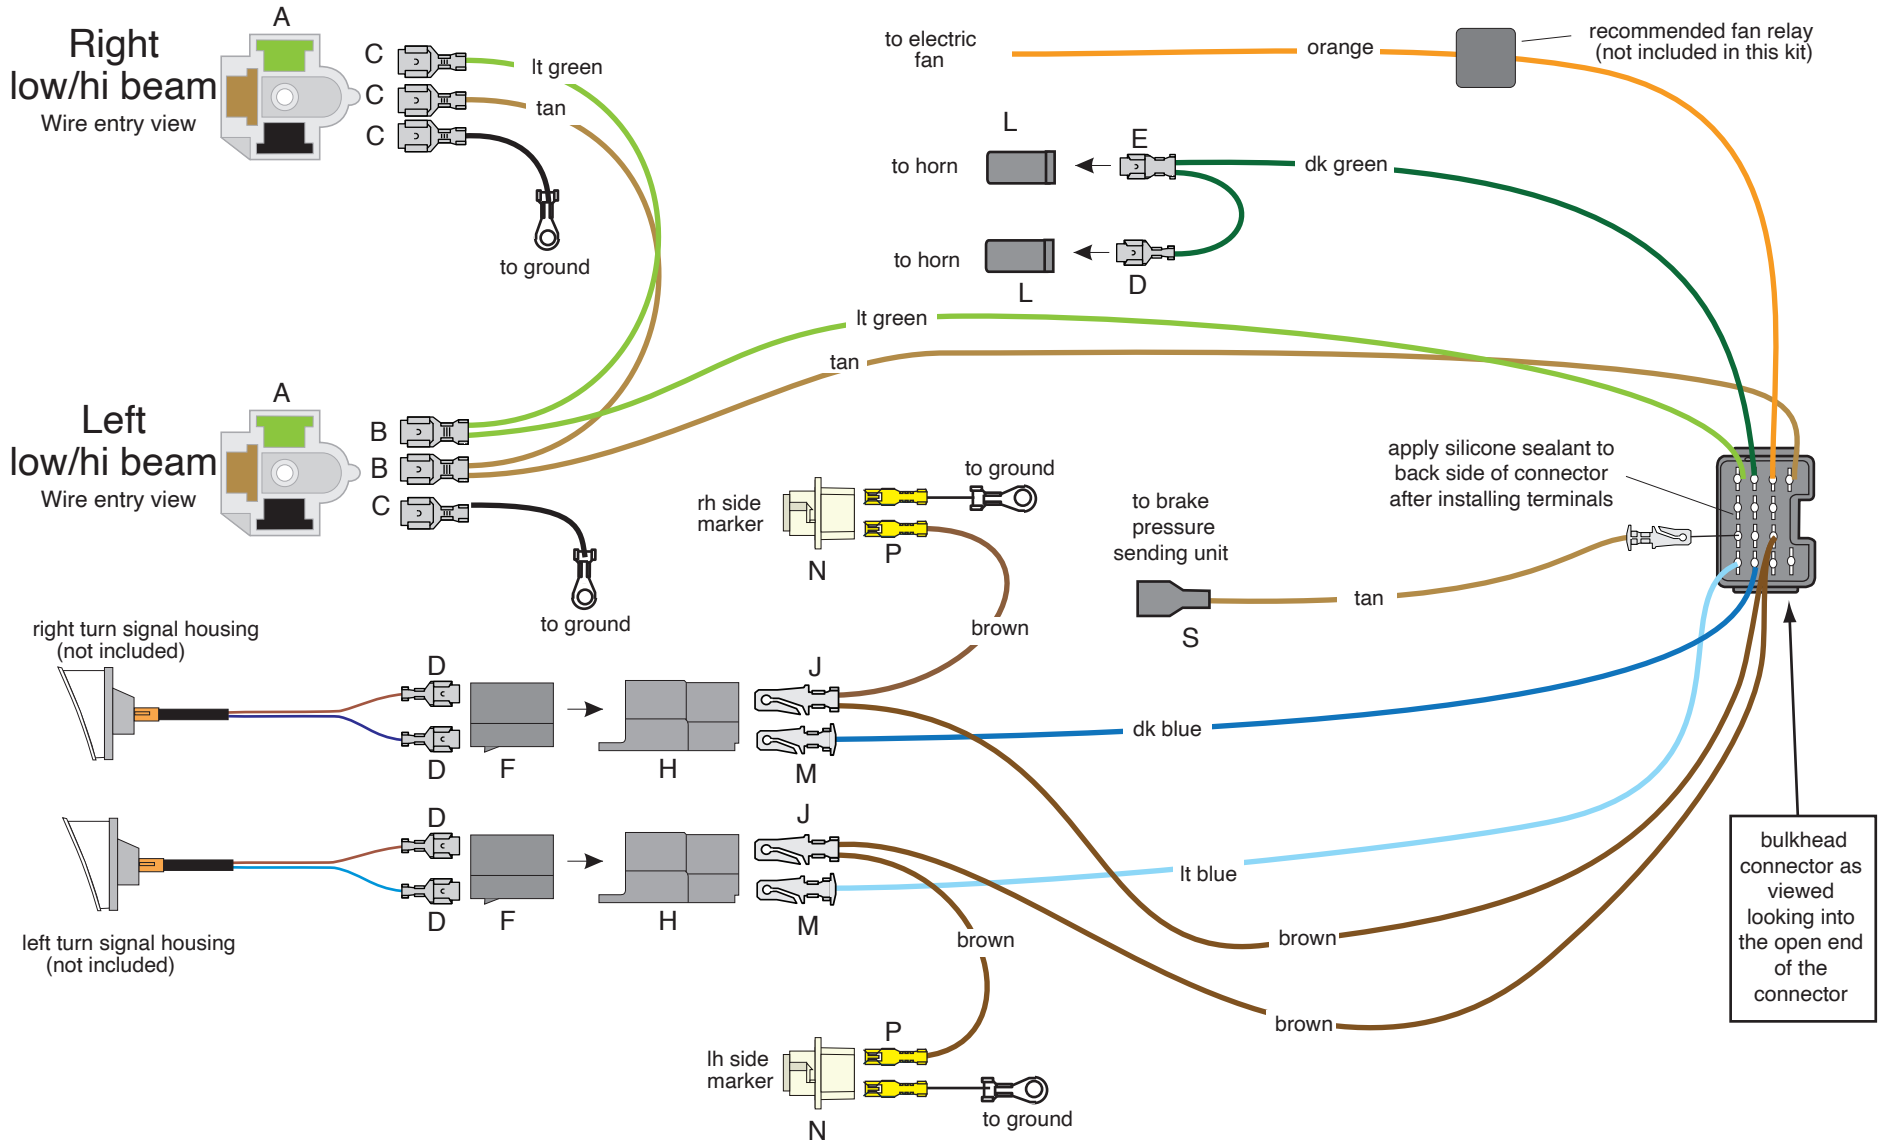 Right
low/hi beam
Wire entry view
A
C
C
C
lt green
tan
to ground
to electric
fan
orange
recommended fan relay
(not included in this kit)
L
E
to horn
dk green
to horn
L
D
lt green
tan
Left
low/hi beam
Wire entry view
A
B
B
C
to ground
rh side
marker
N
P
to ground
brown
to brake
pressure
sending unit
S
tan
apply silicone sealant to
back side of connector
after installing terminals
right turn signal housing
(not included)
D
D
F
H
J
M
dk blue
left turn signal housing
(not included)
D
D
F
H
J
M
lt blue
brown
brown
brown
lh side
marker
N
P
to ground
bulkhead
connector as
viewed
looking into
the open end
of the
connector